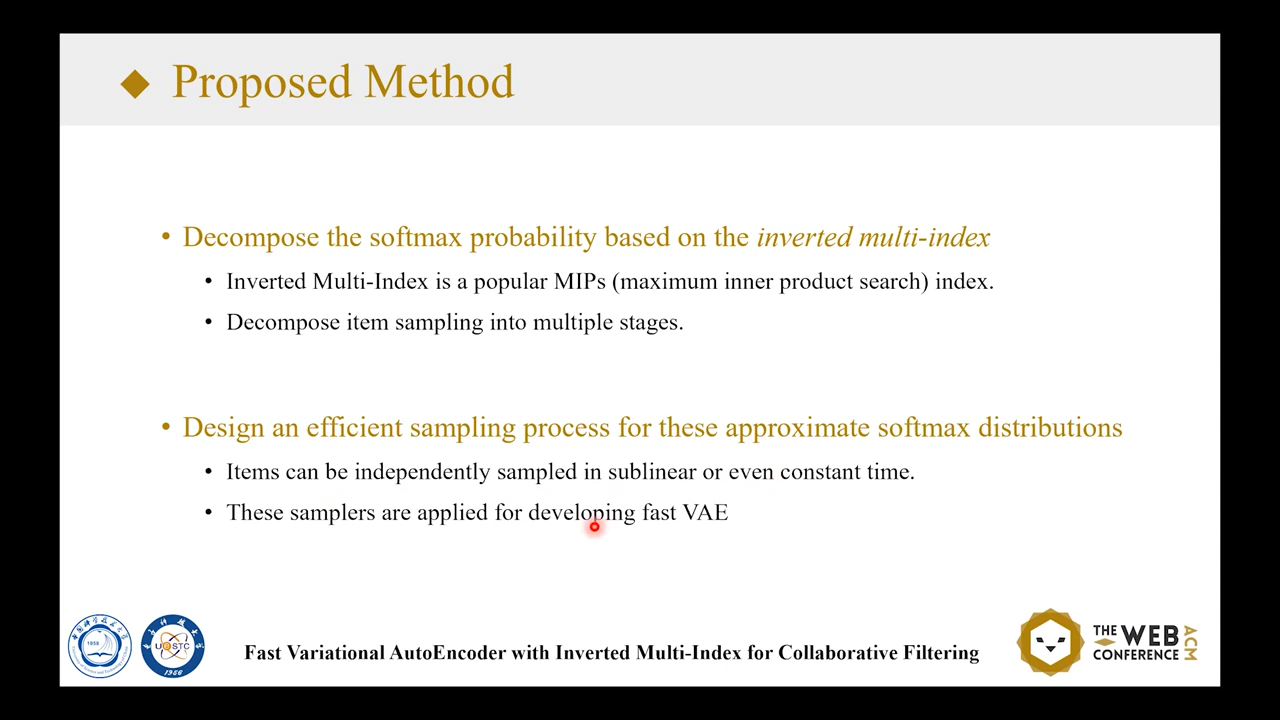 Proposed Method
• Decompose the softmax probability based on the inverted multi-index
• Inverted Multi-Index is a popular MIPs (maximum inner product search) index.
• Decompose item sampling into multiple stages.
• Design an efficient sampling process for these approximate softmax distributions
• Items can be independently sampled in sublinear or even constant time.
• These samplers are applied for developing fast VAE
1958
UESTC
1956
Fast Variational AutoEncoder with Inverted Multi-Index for Collaborative Filtering
THE WEB
CONFERENCE
ACM